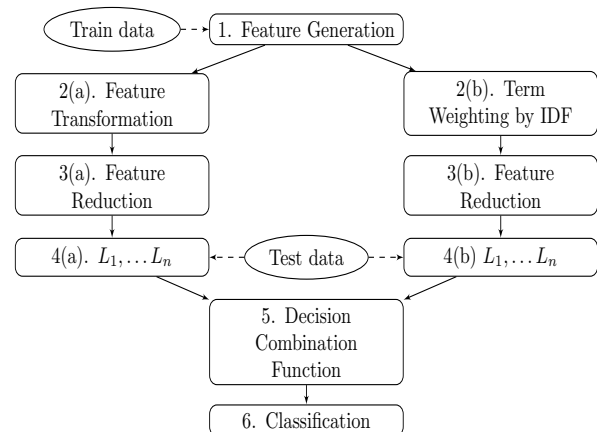 Train data
1. Feature Generation
2(a). Feature
Transformation
2(b). Term
Weighting by IDF
3(a). Feature
Reduction
3(b). Feature
Reduction
4(a). L₁, … Lₙ
Test data
4(b) L₁, … Lₙ
5. Decision
Combination
Function
6. Classification